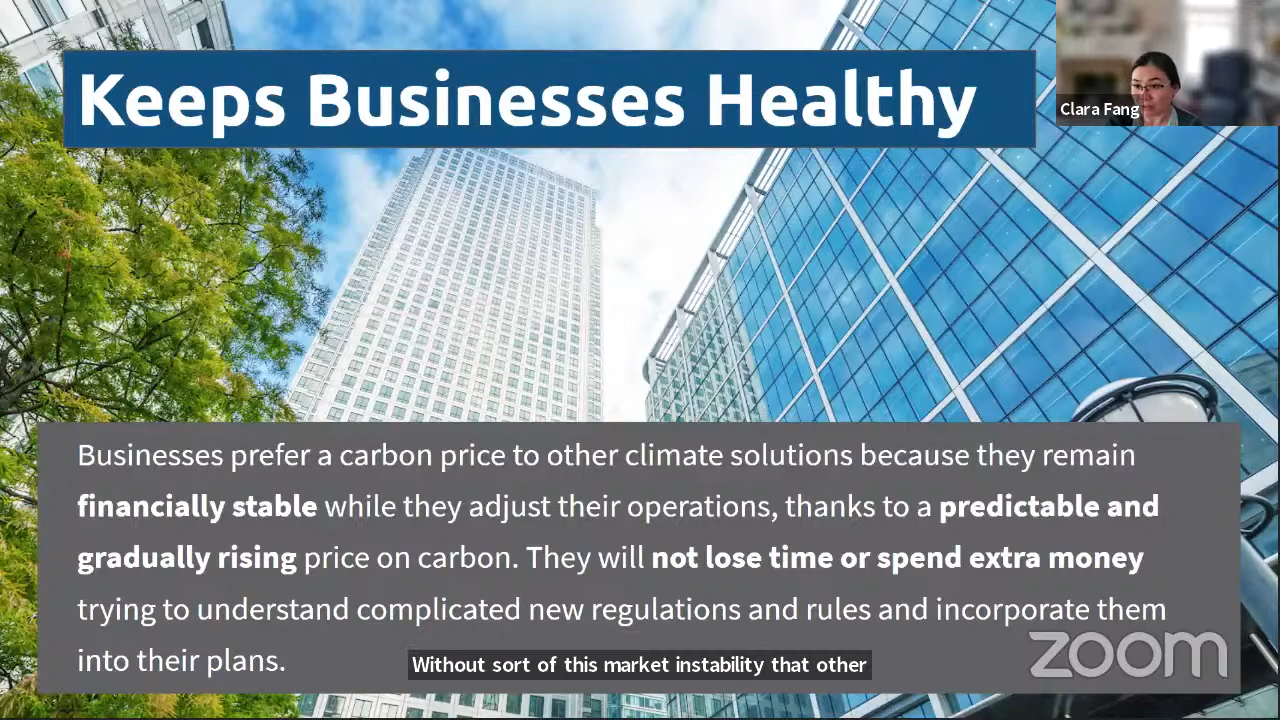 Keeps Businesses Healthy
Clara Fang
Businesses prefer a carbon price to other climate solutions because they remain
financially stable while they adjust their operations, thanks to a predictable and
gradually rising price on carbon. They will not lose time or spend extra money
trying to understand complicated new regulations and rules and incorporate them
into their plans.
Without sort of this market instability that other
zoom